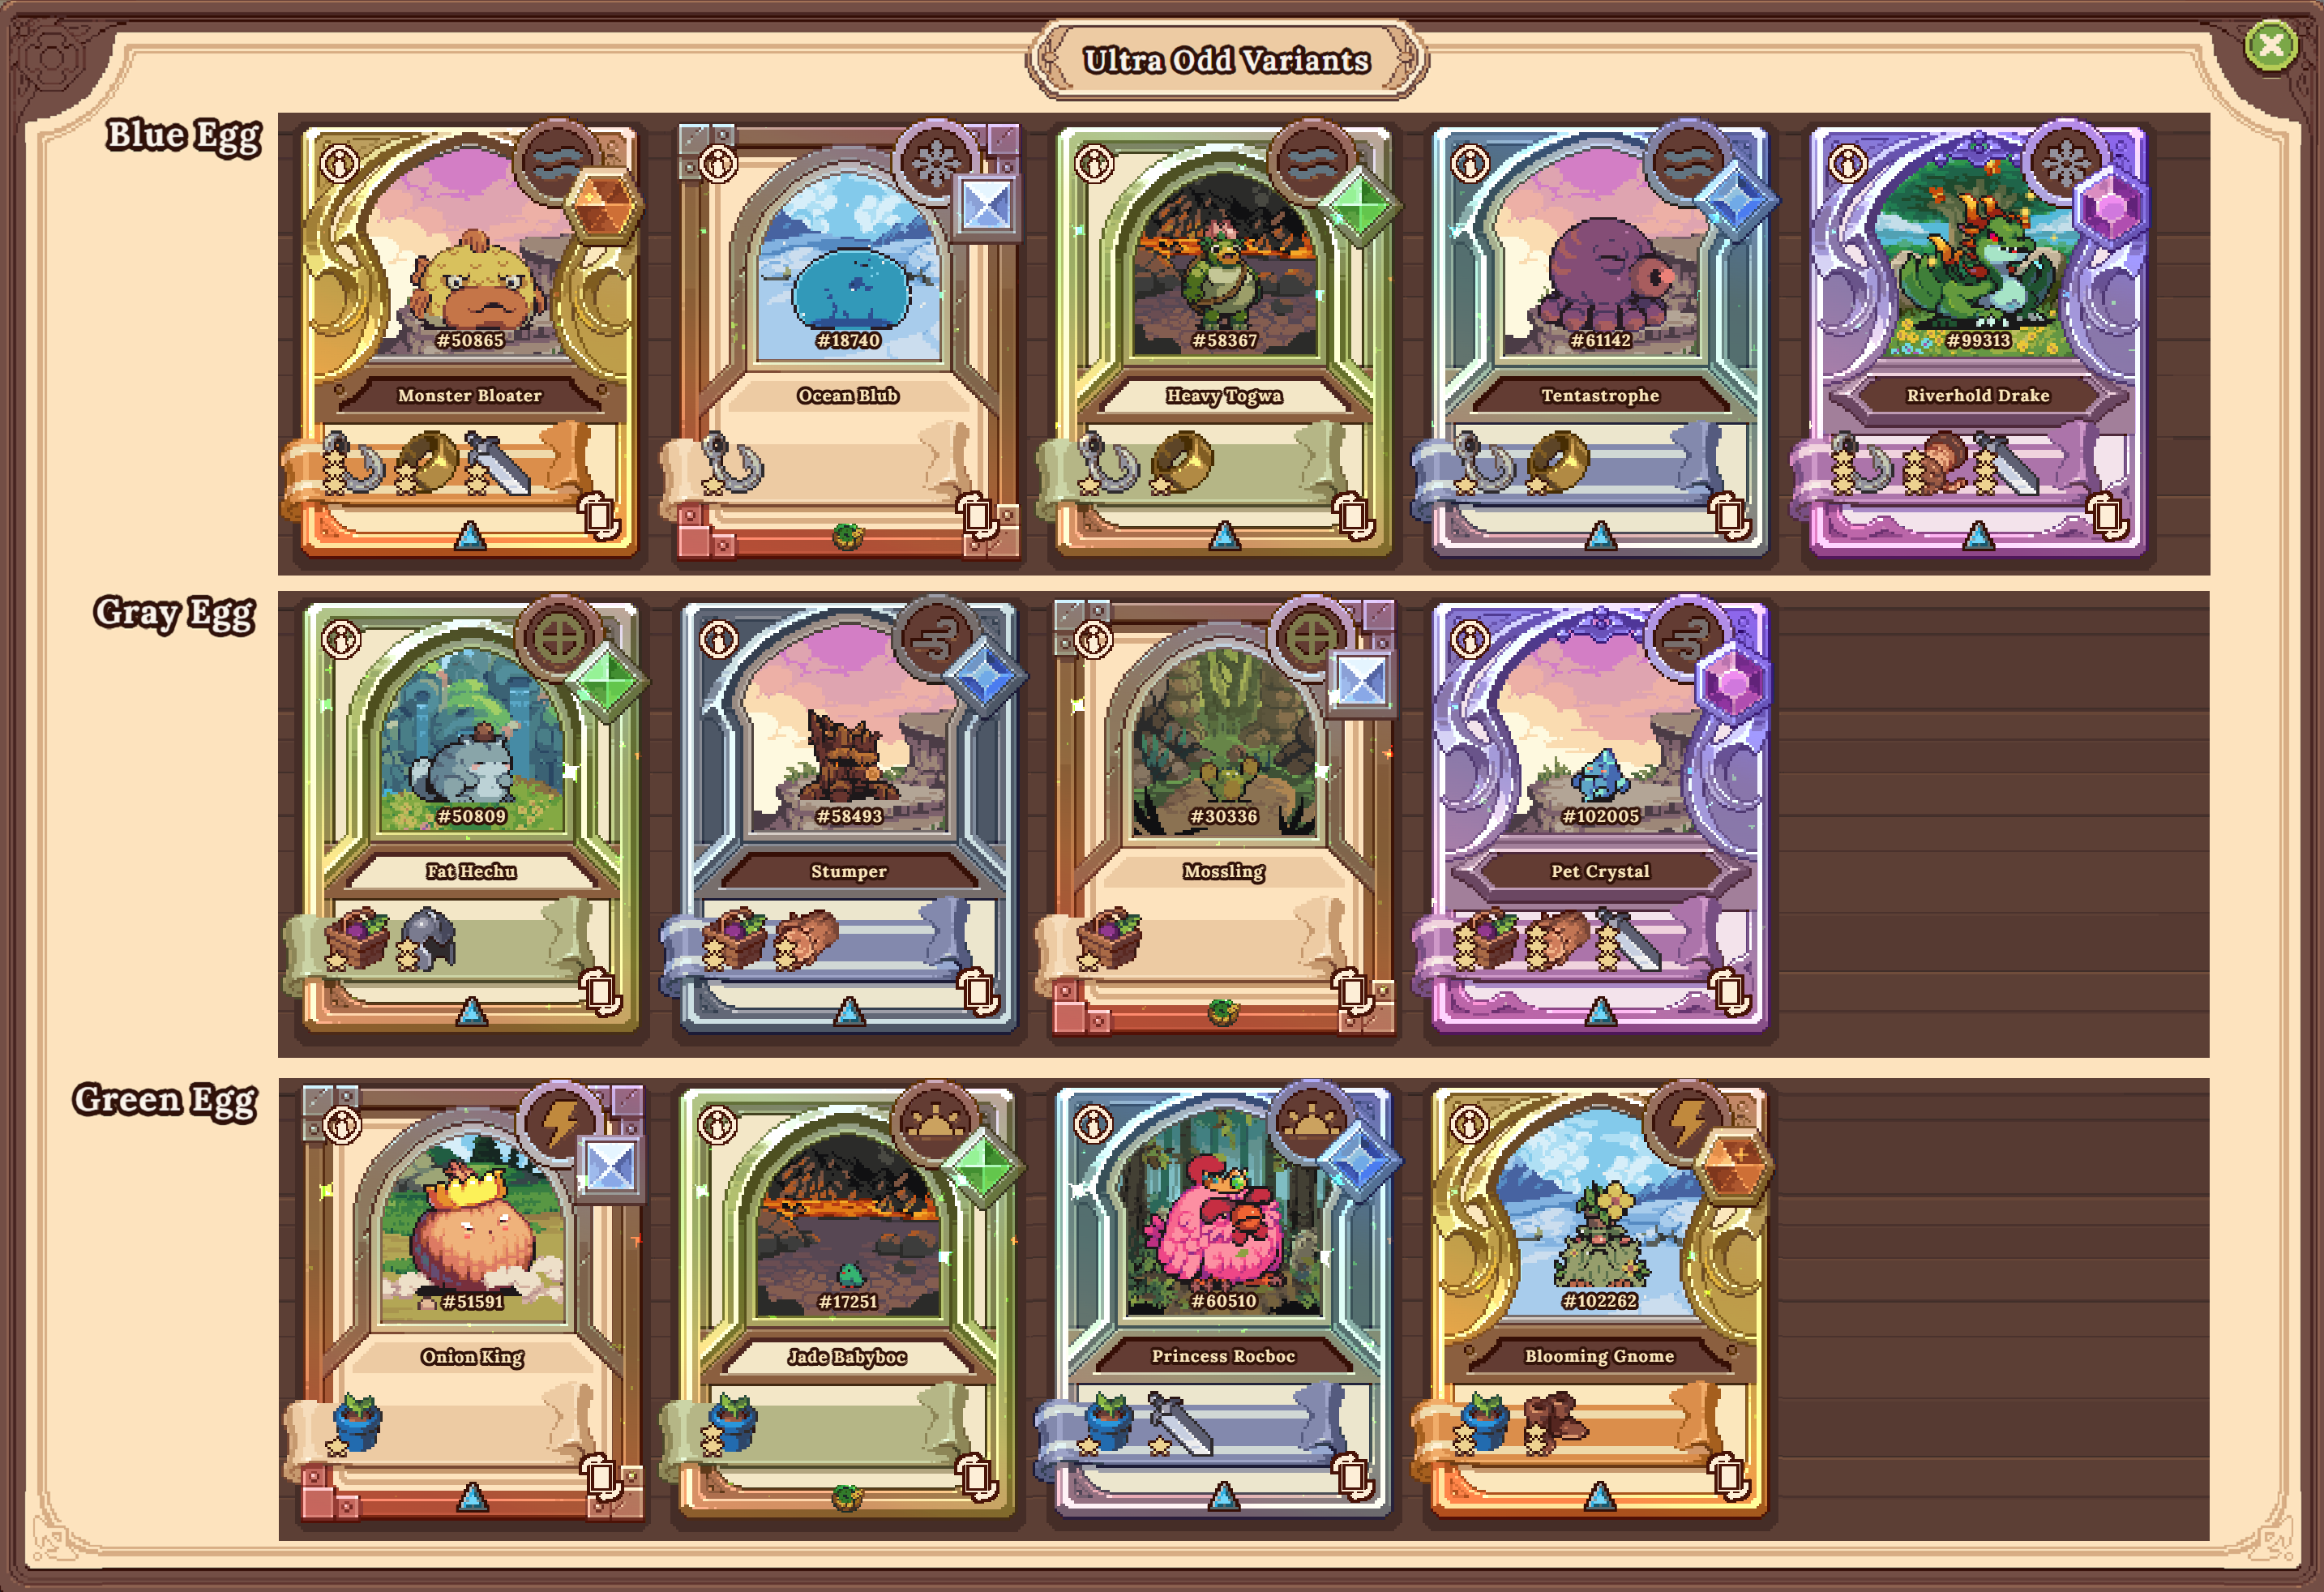 Ultra Odd Variants
Blue Egg
#50865
Monster Bloater
#18740
Ocean Blub
#58367
Heavy Togwa
#61142
Tentastrophe
#99313
Riverhold Drake
Gray Egg
#50809
Fat Hechu
#58493
Stumper
#30336
Mossling
#102005
Pet Crystal
Green Egg
#51591
Onion King
#17251
Jade Babyboc
#60510
Princess Rocboc
#102262
Blooming Gnome